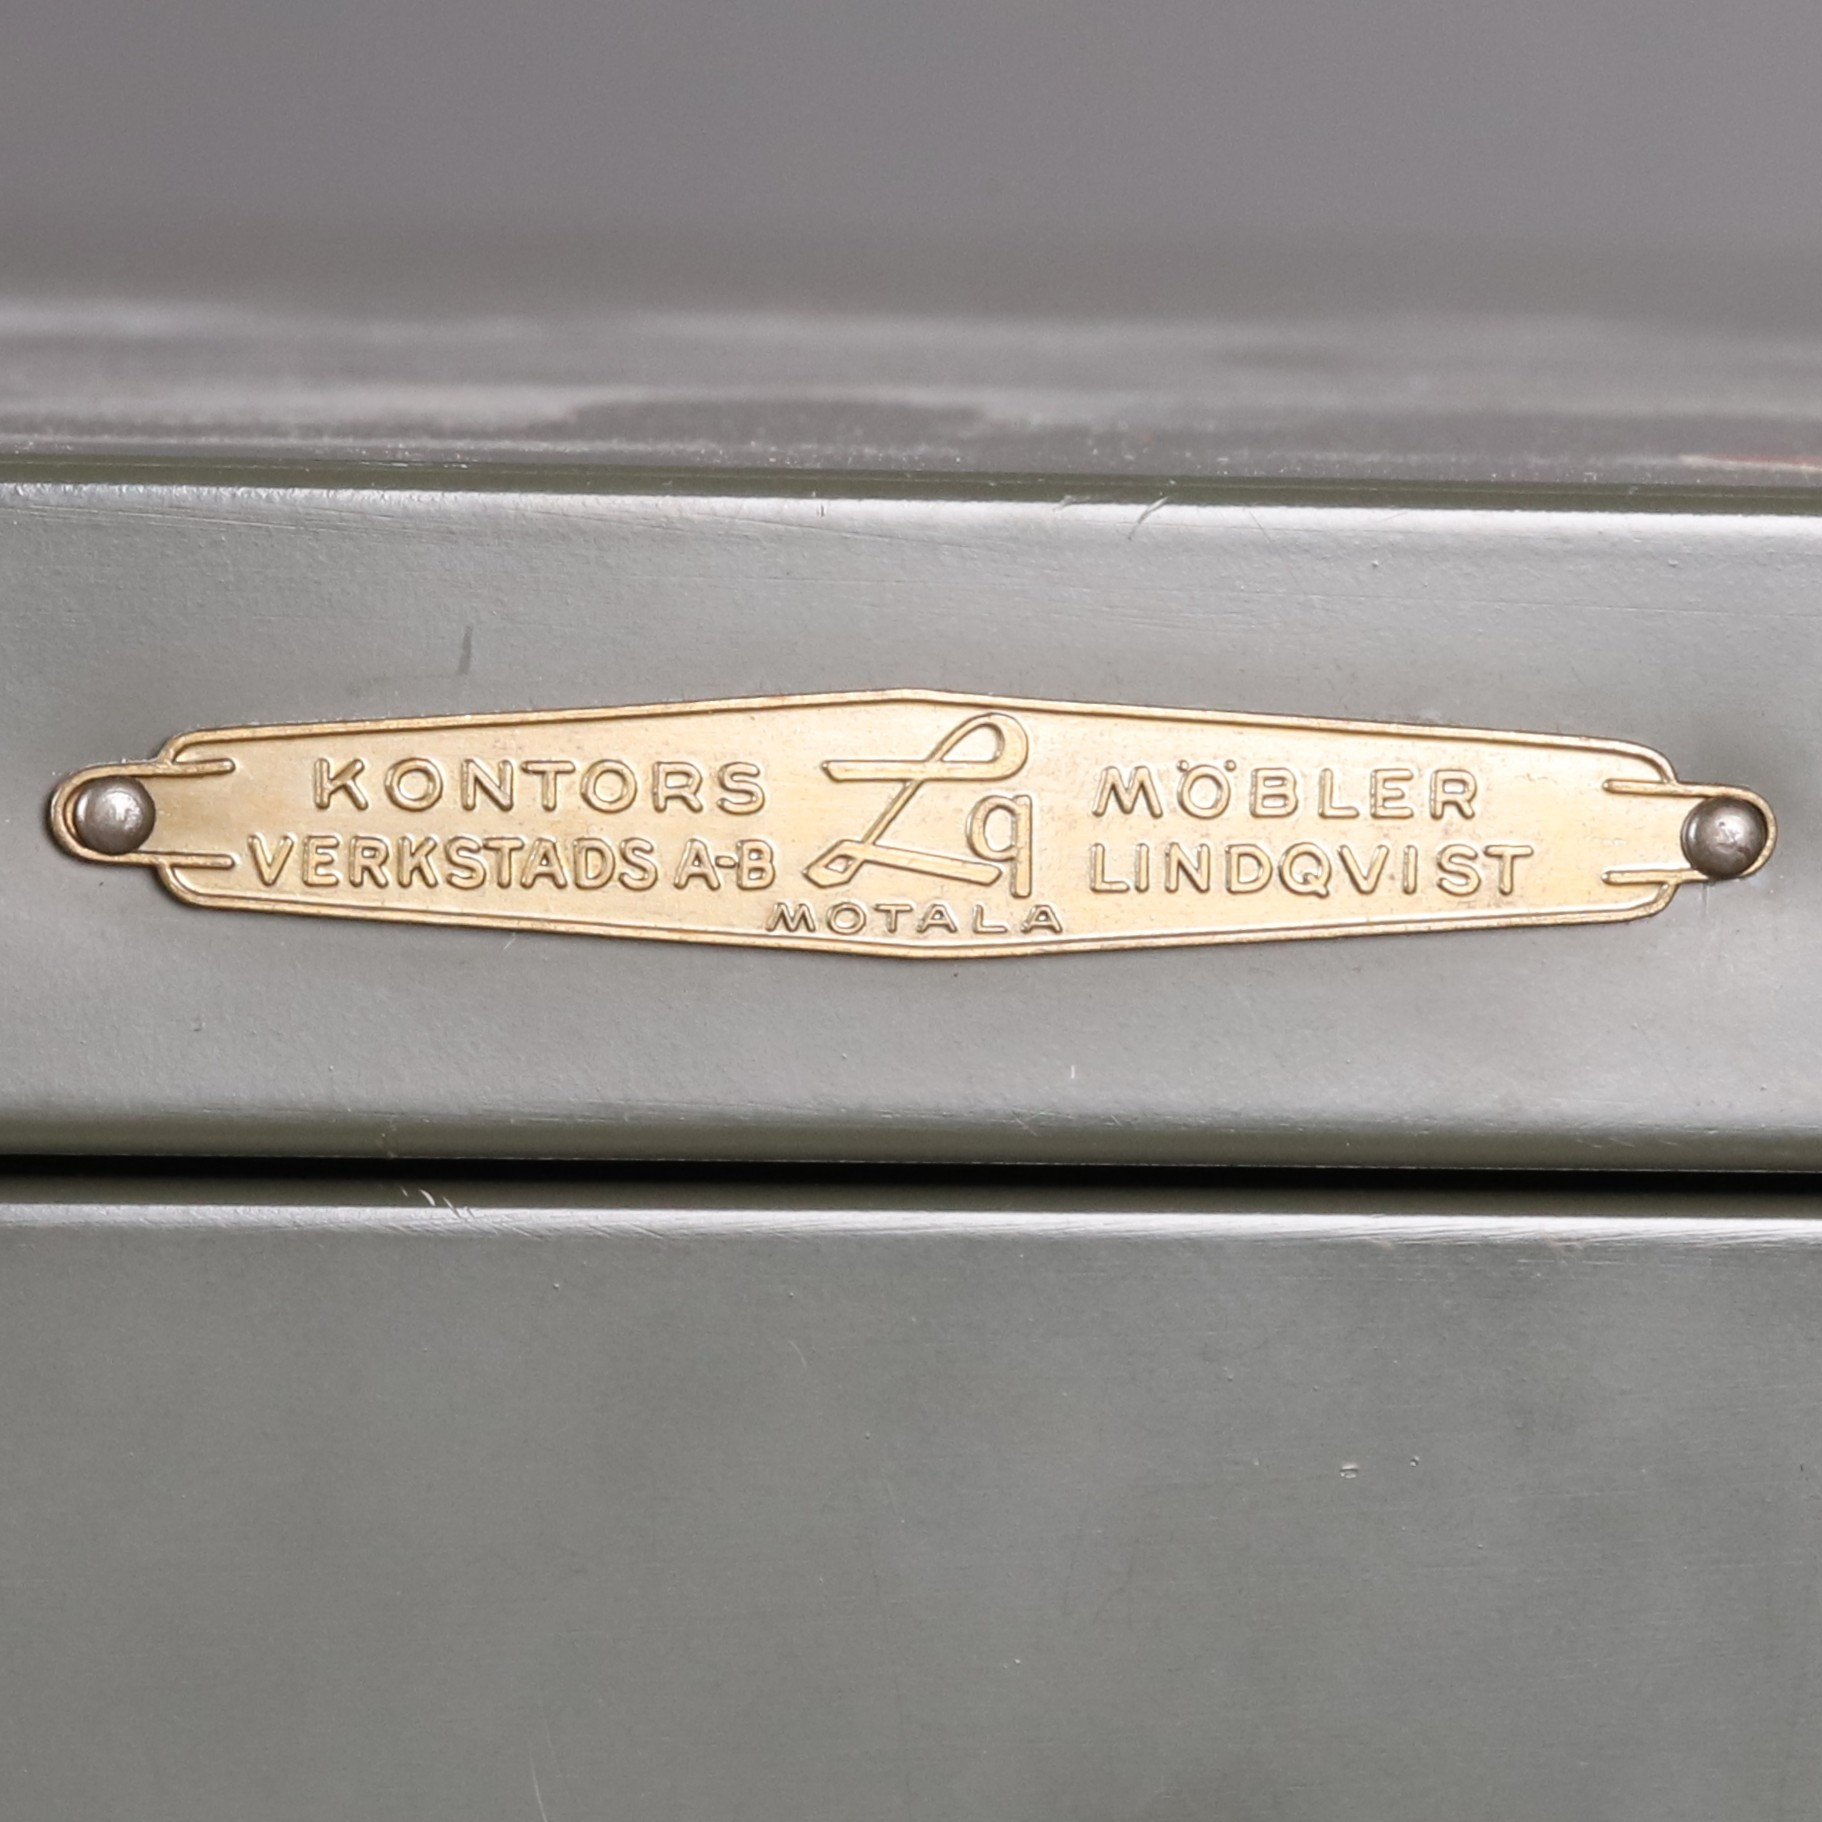 KONTORS MÖBLER
VERKSTADS A-B LINDQVIST
Lq
MOTALA